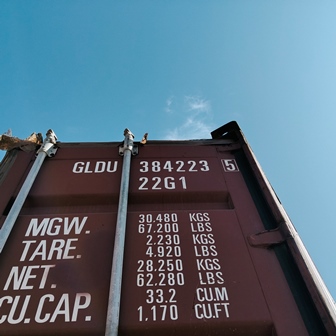 GLDU 384223 5
22G1
MGW. 30.480 KGS
67.200 LBS
TARE. 2.230 KGS
4.920 LBS
NET. 28.250 KGS
62.280 LBS
CU.CAP. 33.2 CU.M
1.170 CU.FT